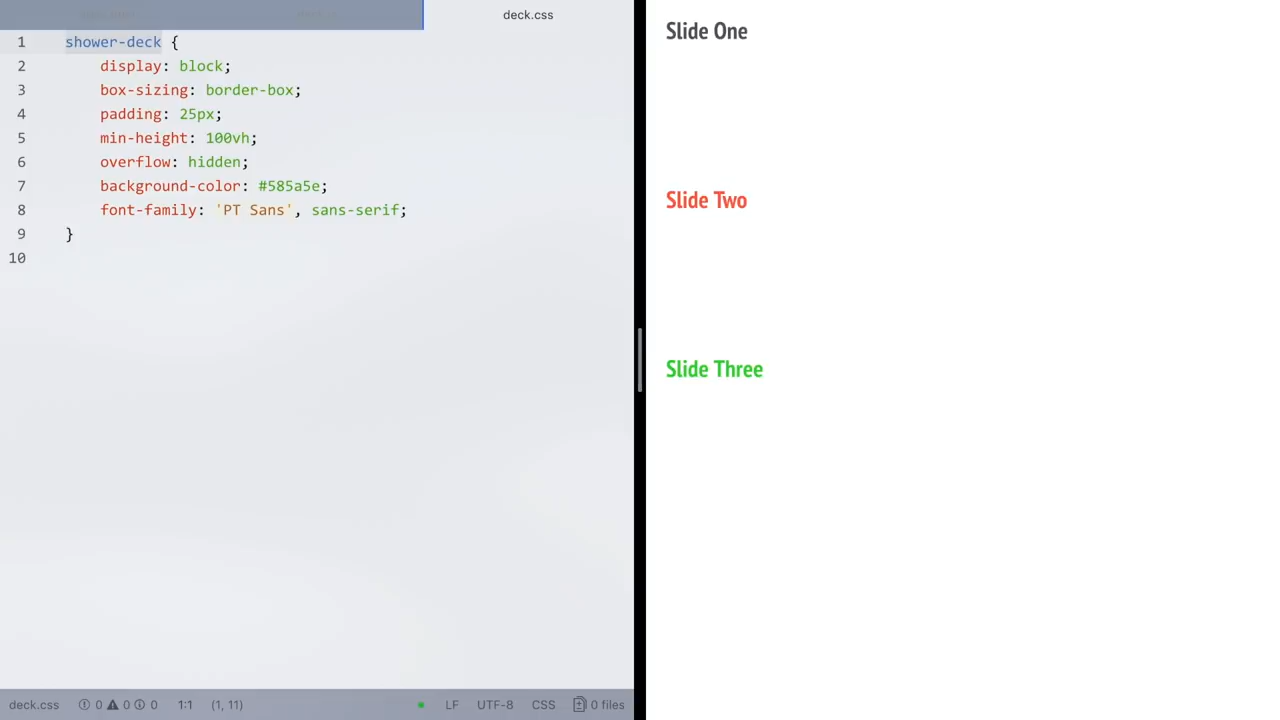 deck.css
1 shower-deck {
2 display: block;
3 box-sizing: border-box;
4 padding: 25px;
5 min-height: 100vh;
6 overflow: hidden;
7 background-color: #585a5e;
8 font-family: 'PT Sans', sans-serif;
9 }
10
deck.css 0 0 0 1:1 (1, 11) LF UTF-8 CSS 0 files
Slide One
Slide Two
Slide Three